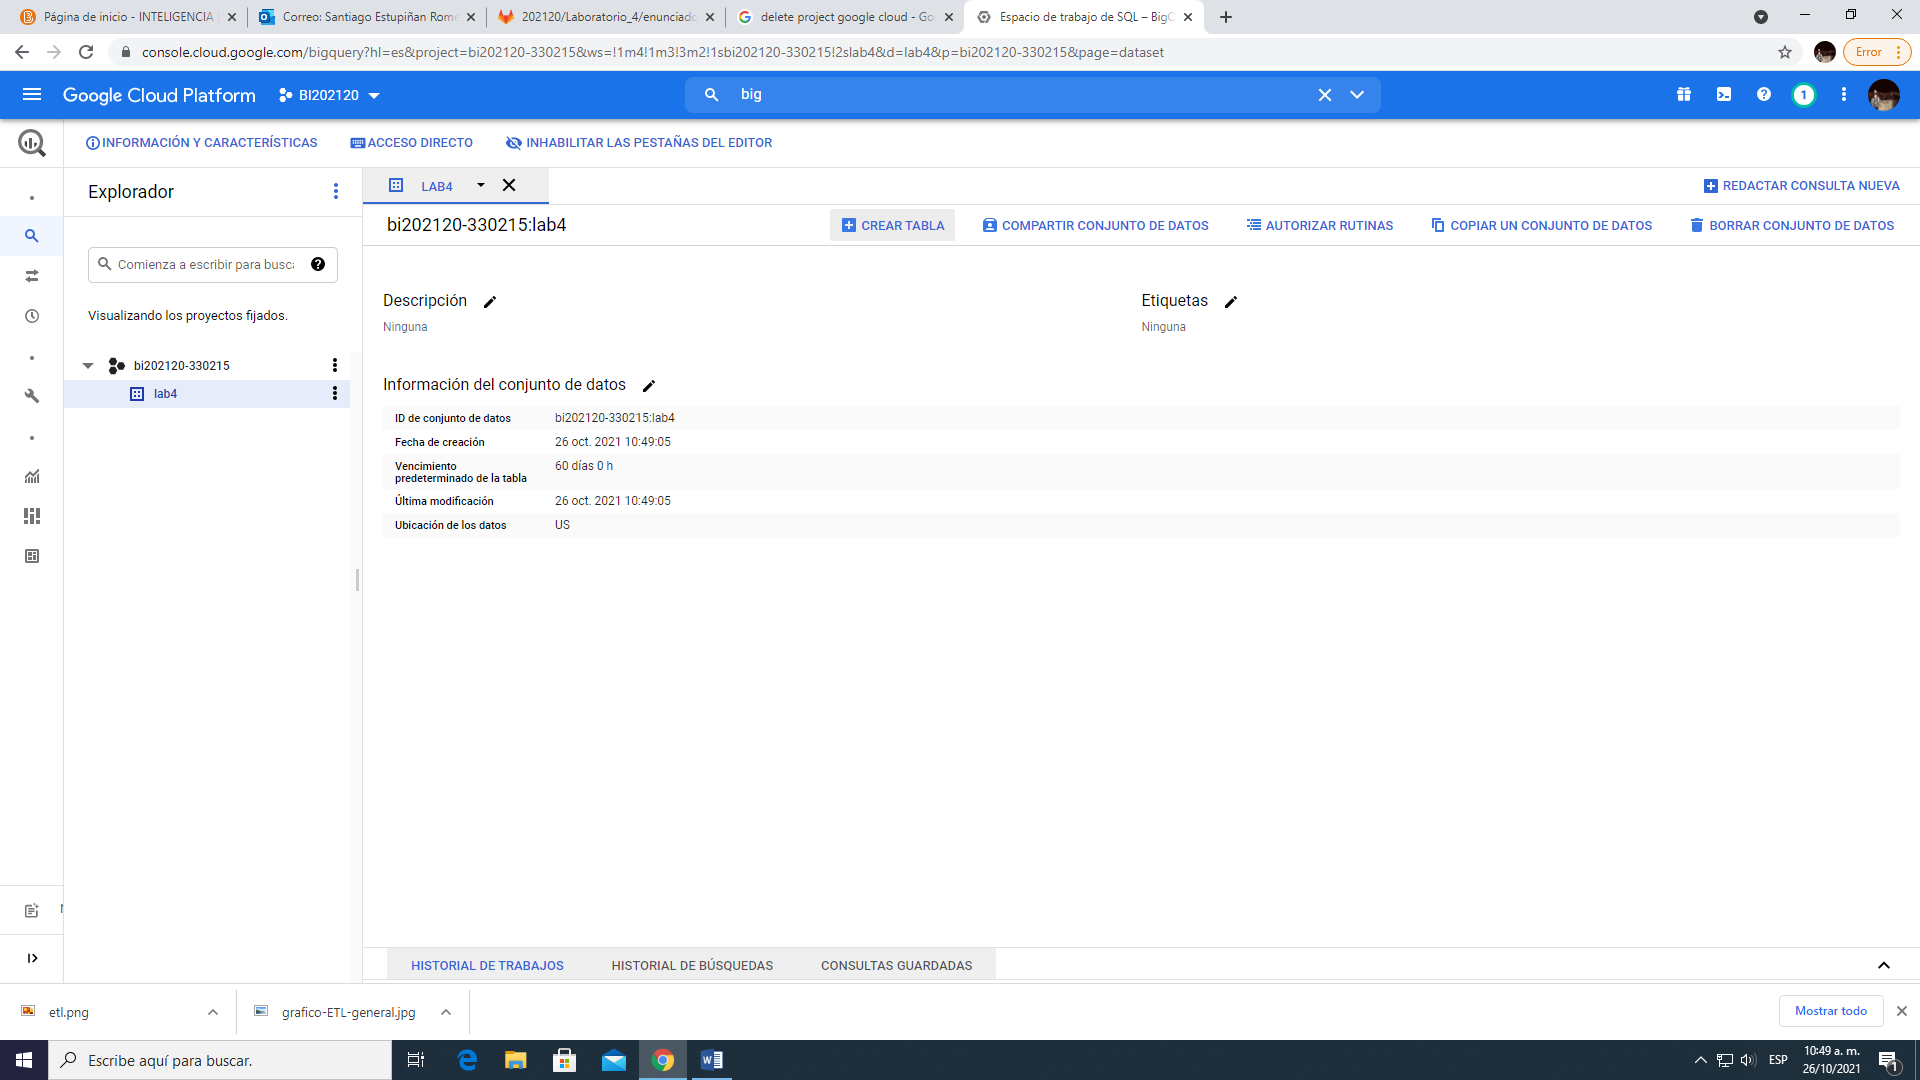 Página de inicio - INTELIGENCIA
Correo: Santiago Estupiñan Rome
202120/Laboratorio_4/enunciado
delete project google cloud - Go
Espacio de trabajo de SQL – BigC
console.cloud.google.com/bigquery?hl=es&project=bi202120-330215&ws=!1m4!1m3!3m2!1sbi202120-330215!2slab4&d=lab4&p=bi202120-330215&page=dataset
Error
Google Cloud Platform
BI202120
big
1
INFORMACIÓN Y CARACTERÍSTICAS
ACCESO DIRECTO
INHABILITAR LAS PESTAÑAS DEL EDITOR
Explorador
LAB4
REDACTAR CONSULTA NUEVA
bi202120-330215:lab4
CREAR TABLA
COMPARTIR CONJUNTO DE DATOS
AUTORIZAR RUTINAS
COPIAR UN CONJUNTO DE DATOS
BORRAR CONJUNTO DE DATOS
Comienza a escribir para busca
Visualizando los proyectos fijados.
bi202120-330215
lab4
Descripción
Ninguna
Etiquetas
Ninguna
Información del conjunto de datos
ID de conjunto de datos bi202120-330215:lab4
Fecha de creación 26 oct. 2021 10:49:05
Vencimiento
predeterminado de la tabla 60 días 0 h
Última modificación 26 oct. 2021 10:49:05
Ubicación de los datos US
HISTORIAL DE TRABAJOS
HISTORIAL DE BÚSQUEDAS
CONSULTAS GUARDADAS
etl.png
grafico-ETL-general.jpg
Mostrar todo
Escribe aquí para buscar.
ESP
10:49 a. m.
26/10/2021
1